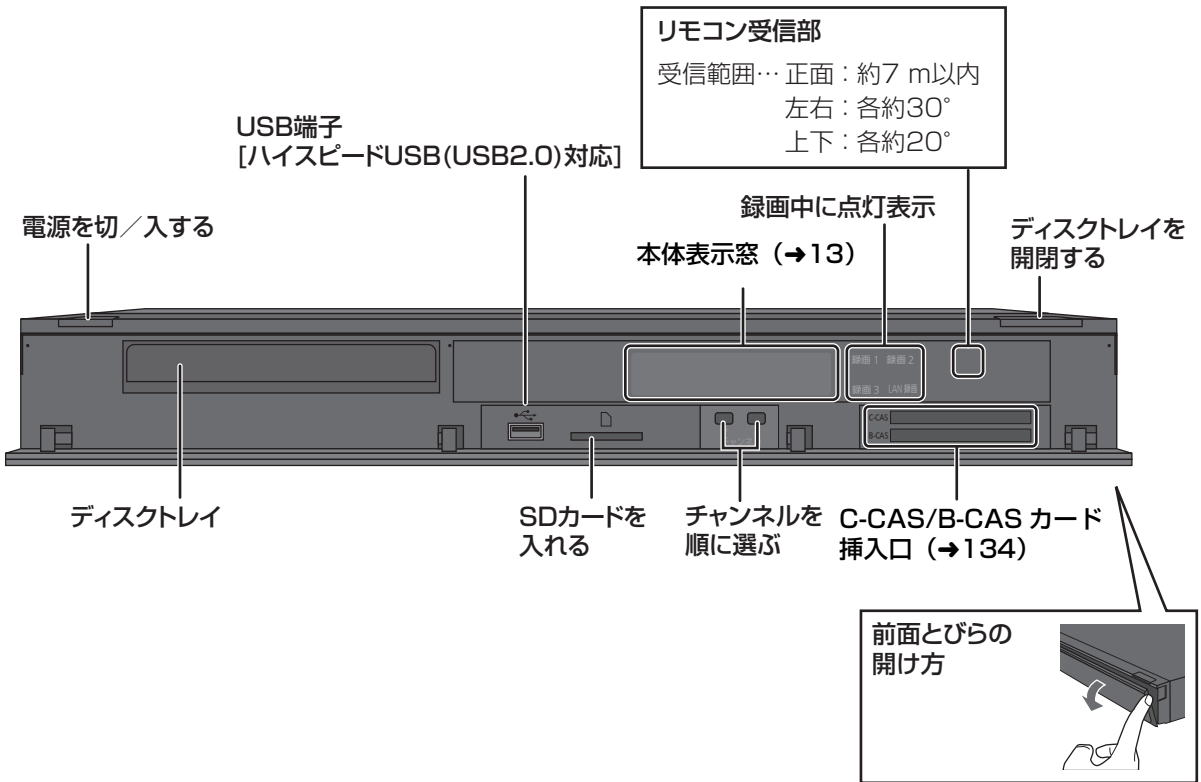 リモコン受信部
受信範囲… 正面：約7 m以内
左右：各約30°
上下：各約20°
USB端子
[ハイスピードUSB(USB2.0)対応]
録画中に点灯表示
電源を切／入する
本体表示窓（➜13）
ディスクトレイを
開閉する
録画 1 録画 2
録画 3 LAN 録画
C-CAS
B-CAS
チャンネル
ディスクトレイ
SDカードを
入れる
チャンネルを
順に選ぶ
C-CAS/B-CAS カード
挿入口（➜134）
前面とびらの
開け方